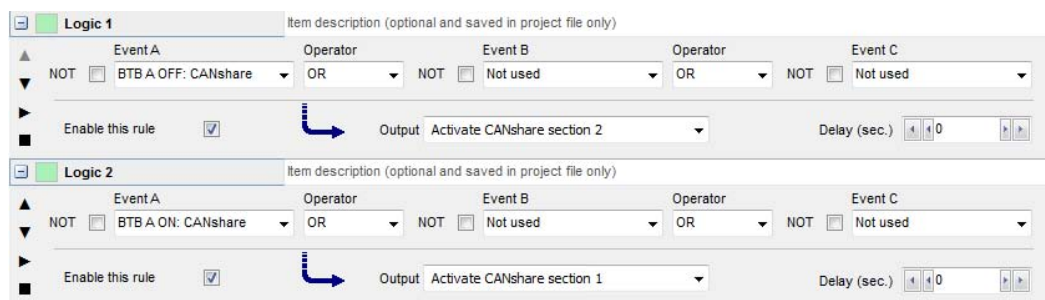 Logic 1 Item description (optional and saved in project file only)
Event A Operator Event B Operator Event C
NOT BTB A OFF: CANshare OR NOT Not used OR NOT Not used
Enable this rule Output Activate CANshare section 2 Delay (sec.) 0
Logic 2 Item description (optional and saved in project file only)
Event A Operator Event B Operator Event C
NOT BTB A ON: CANshare OR NOT Not used OR NOT Not used
Enable this rule Output Activate CANshare section 1 Delay (sec.) 0